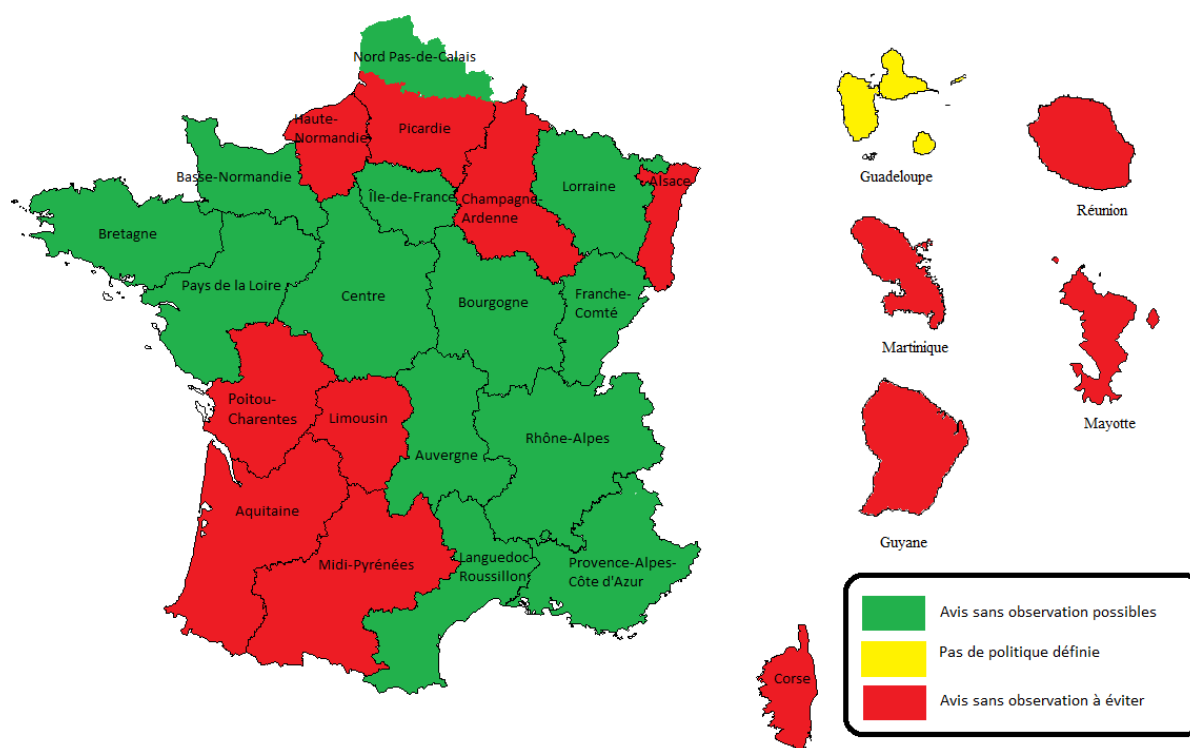 Nord Pas-de-Calais
Haute-
Normandie
Picardie
Basse-Normandie
Île-de-France
Champagne-
Ardenne
Lorraine
Alsace
Bretagne
Pays de la Loire
Centre
Bourgogne
Franche-
Comté
Poitou-
Charentes
Limousin
Auvergne
Rhône-Alpes
Aquitaine
Midi-Pyrénées
Languedoc-
Roussillon
Provence-Alpes-
Côte d'Azur
Corse
Guadeloupe
Réunion
Martinique
Mayotte
Guyane
Avis sans observation possibles
Pas de politique définie
Avis sans observation à éviter